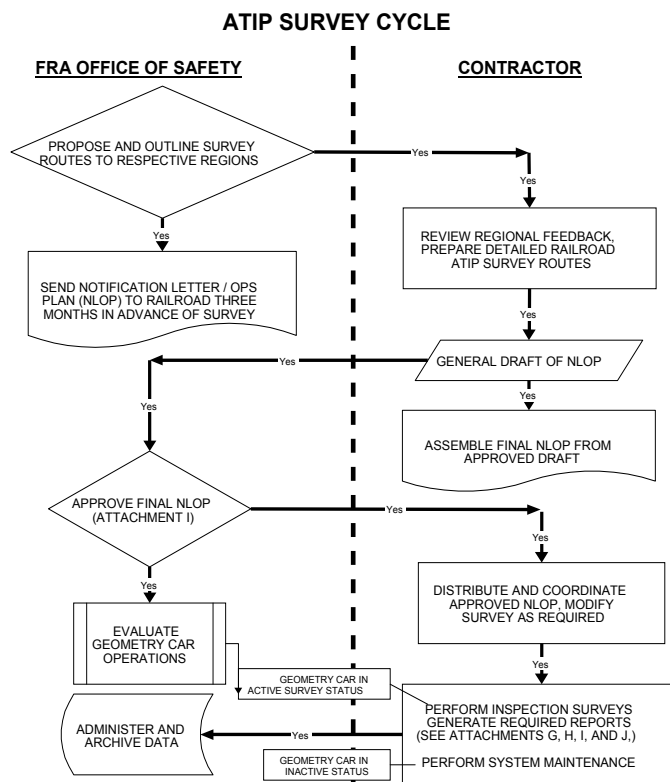 ATIP SURVEY CYCLE
FRA OFFICE OF SAFETY
CONTRACTOR
PROPOSE AND OUTLINE SURVEY
ROUTES TO RESPECTIVE REGIONS
Yes
Yes
Yes
SEND NOTIFICATION LETTER / OPS
PLAN (NLOP) TO RAILROAD THREE
MONTHS IN ADVANCE OF SURVEY
REVIEW REGIONAL FEEDBACK,
PREPARE DETAILED RAILROAD
ATIP SURVEY ROUTES
Yes
GENERAL DRAFT OF NLOP
Yes
Yes
Yes
ASSEMBLE FINAL NLOP FROM
APPROVED DRAFT
APPROVE FINAL NLOP
(ATTACHMENT I)
Yes
Yes
Yes
DISTRIBUTE AND COORDINATE
APPROVED NLOP, MODIFY
SURVEY AS REQUIRED
EVALUATE
GEOMETRY CAR
OPERATIONS
Yes
GEOMETRY CAR IN
ACTIVE SURVEY STATUS
PERFORM INSPECTION SURVEYS
GENERATE REQUIRED REPORTS
(SEE ATTACHMENTS G, H, I, AND J,)
Yes
ADMINISTER AND
ARCHIVE DATA
GEOMETRY CAR IN
INACTIVE STATUS
PERFORM SYSTEM MAINTENANCE